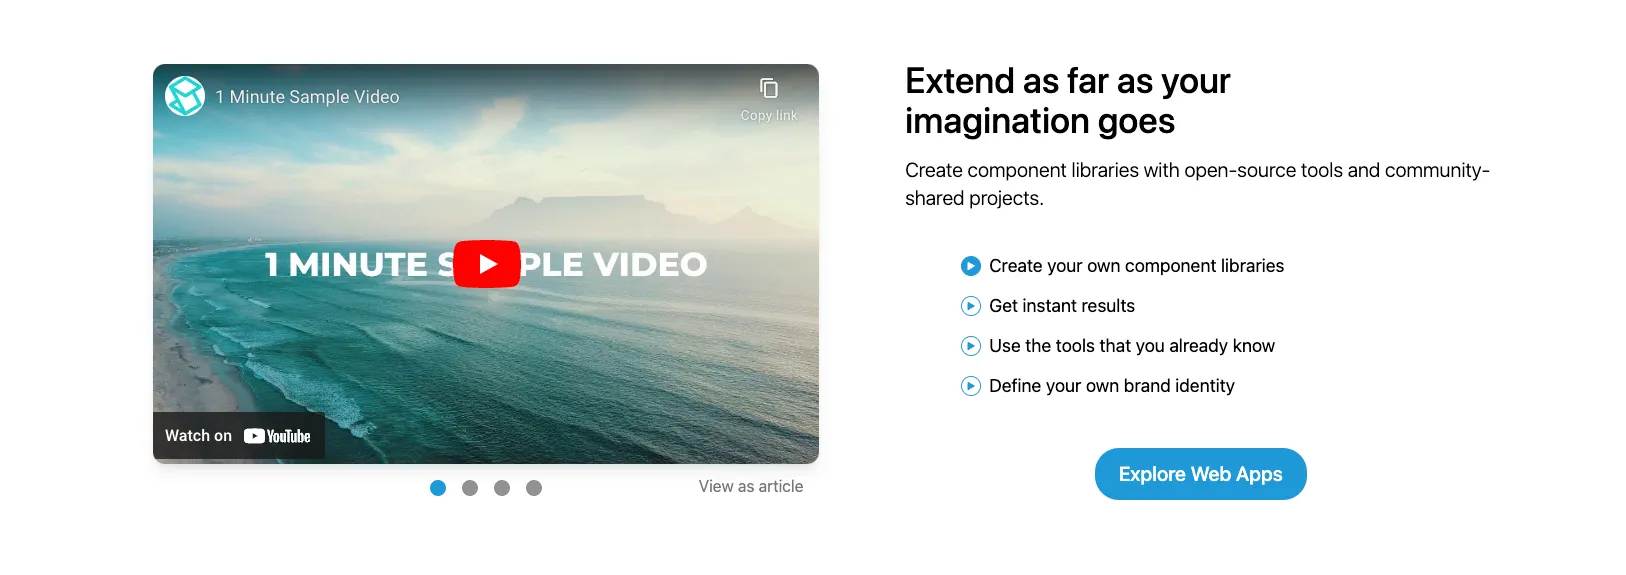 1 Minute Sample Video
Copy link
1 MINUTE S PLE VIDEO
Watch on YouTube
View as article
Extend as far as your
imagination goes
Create component libraries with open-source tools and community-
shared projects.
Create your own component libraries
Get instant results
Use the tools that you already know
Define your own brand identity
Explore Web Apps